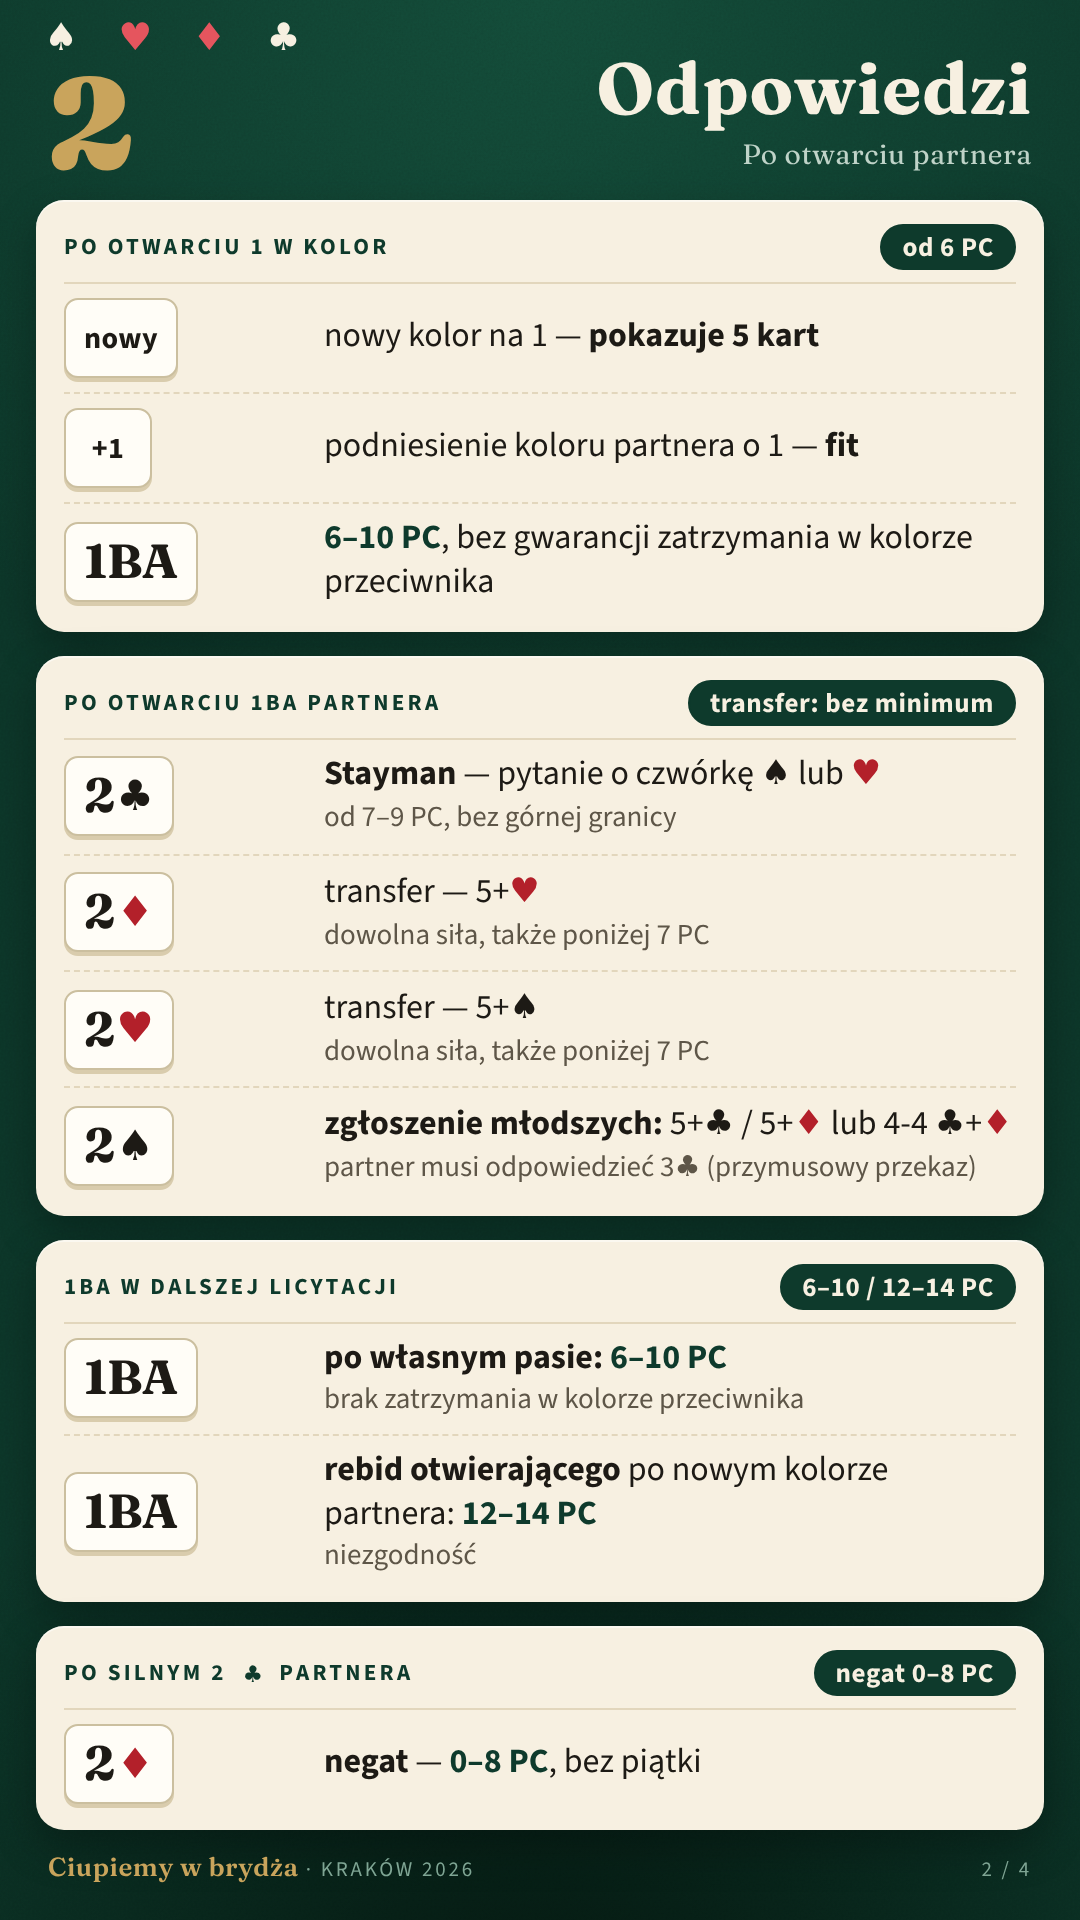 ♠ ♥ ♦ ♣
2
Odpowiedzi
Po otwarciu partnera
PO OTWARCIU 1 W KOLOR
od 6 PC
nowy
nowy kolor na 1 — pokazuje 5 kart
+1
podniesienie koloru partnera o 1 — fit
1BA
6–10 PC, bez gwarancji zatrzymania w kolorze
przeciwnika
PO OTWARCIU 1BA PARTNERA
transfer: bez minimum
2♣
Stayman — pytanie o czwórkę ♠ lub ♥
od 7–9 PC, bez górnej granicy
2♦
transfer — 5+♥
dowolna siła, także poniżej 7 PC
2♥
transfer — 5+♠
dowolna siła, także poniżej 7 PC
2♠
zgłoszenie młodszych: 5+♣ / 5+♦ lub 4-4 ♣+♦
partner musi odpowiedzieć 3♣ (przymusowy przekaz)
1BA W DALSZEJ LICYTACJI
6–10 / 12–14 PC
1BA
po własnym pasie: 6–10 PC
brak zatrzymania w kolorze przeciwnika
1BA
rebid otwierającego po nowym kolorze
partnera: 12–14 PC
niezgodność
PO SILNYM 2 ♣ PARTNERA
negat 0–8 PC
2♦
negat — 0–8 PC, bez piątki
Ciupiemy w brydża · KRAKÓW 2026
2 / 4